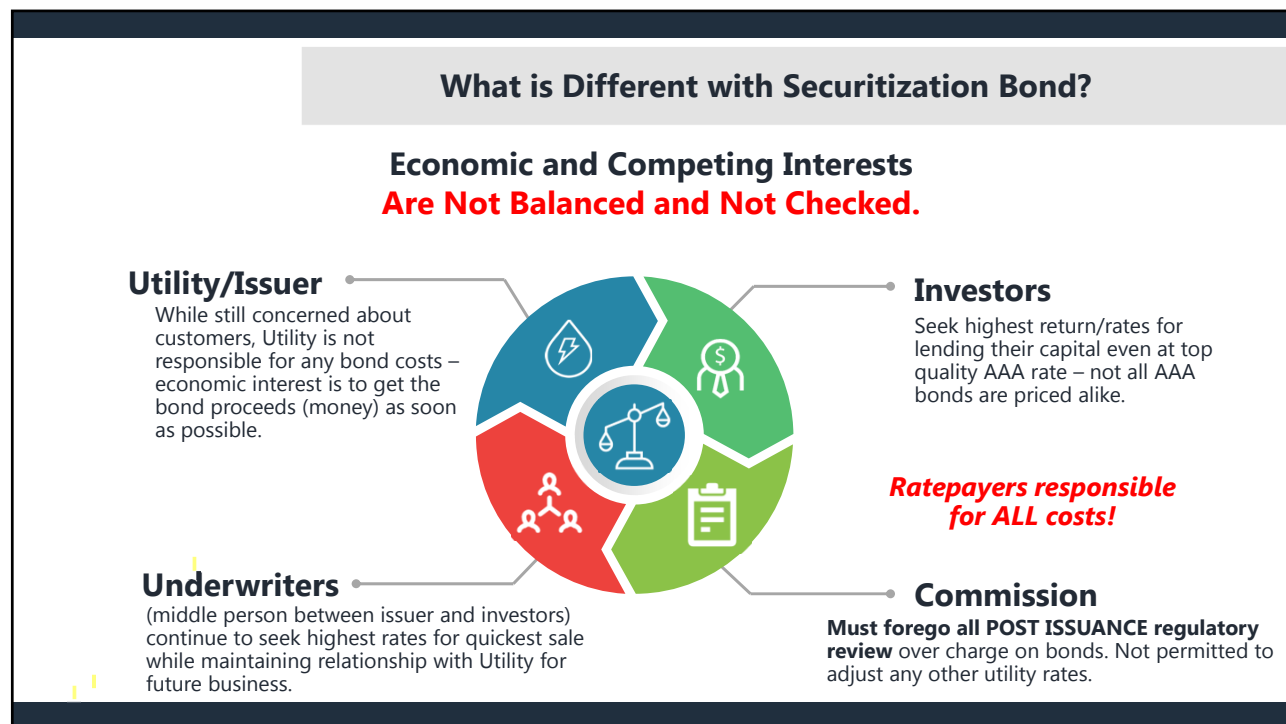 What is Different with Securitization Bond?
Economic and Competing Interests
Are Not Balanced and Not Checked.
Utility/Issuer
While still concerned about
customers, Utility is not
responsible for any bond costs –
economic interest is to get the
bond proceeds (money) as soon
as possible.
Investors
Seek highest return/rates for
lending their capital even at top
quality AAA rate – not all AAA
bonds are priced alike.
$
Ratepayers responsible
for ALL costs!
Underwriters
(middle person between issuer and investors)
continue to seek highest rates for quickest sale
while maintaining relationship with Utility for
future business.
Commission
Must forego all POST ISSUANCE regulatory
review over charge on bonds. Not permitted to
adjust any other utility rates.